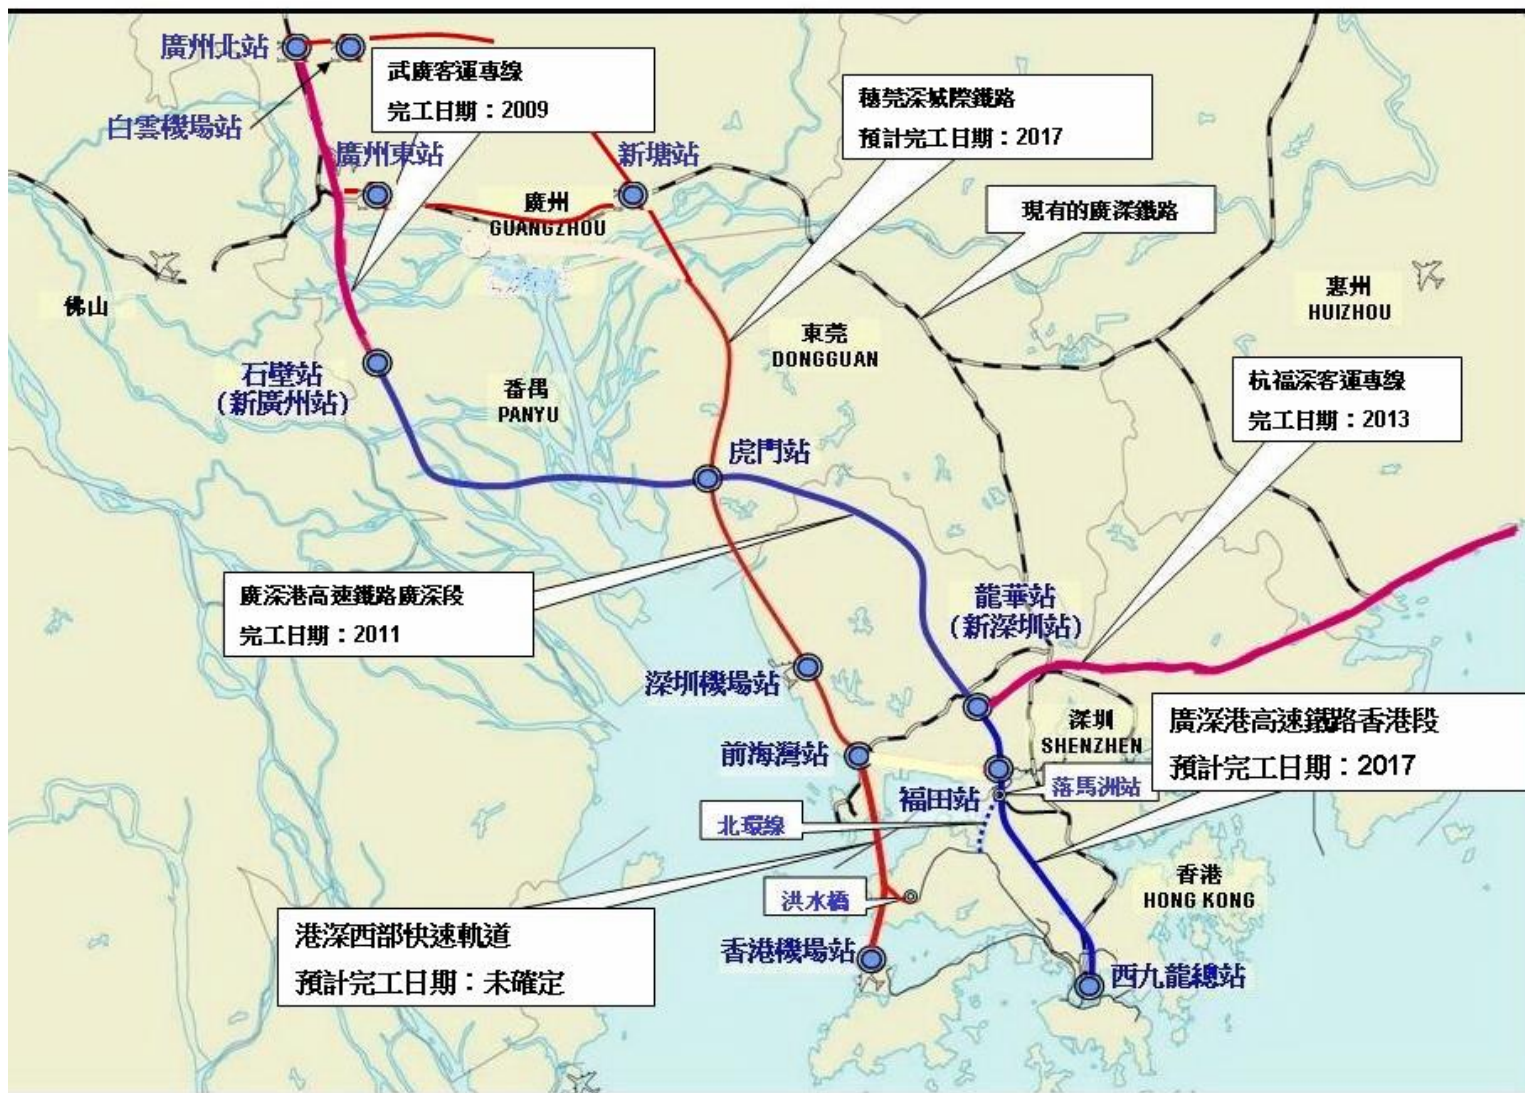 廣州北站
白雲機場站
武廣客運專線
完工日期：2009
廣州東站
新塘站
穗莞深城際鐵路
預計完工日期：2017
現有的廣深鐵路
廣州
GUANGZHOU
佛山
惠州
HUIZHOU
東莞
DONGGUAN
石壁站
（新廣州站）
番禺
PANYU
杭福深客運專線
完工日期：2013
虎門站
廣深港高速鐵路廣深段
完工日期：2011
龍華站
（新深圳站）
深圳機場站
深圳
SHENZHEN
廣深港高速鐵路香港段
預計完工日期：2017
前海灣站
福田站
落馬洲站
北環線
洪水橋
香港
HONG KONG
港深西部快速軌道
預計完工日期：未確定
香港機場站
西九龍總站